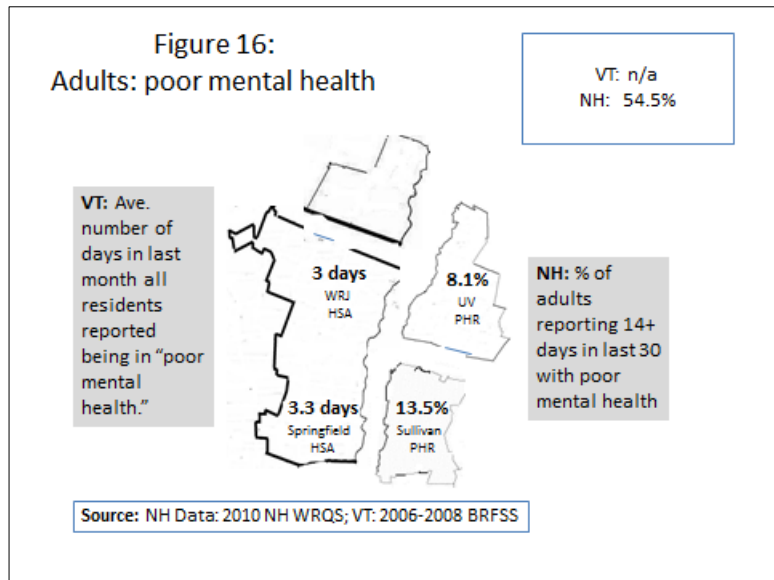 Figure 16:
Adults: poor mental health
VT: n/a
NH: 54.5%
VT: Ave.
number of
days in last
month all
residents
reported
being in “poor
mental
health.”
3 days
WRJ
HSA
8.1%
UV
PHR
NH: % of
adults
reporting 14+
days in last 30
with poor
mental health
3.3 days
Springfield
HSA
13.5%
Sullivan
PHR
Source: NH Data: 2010 NH WRQS; VT: 2006-2008 BRFSS